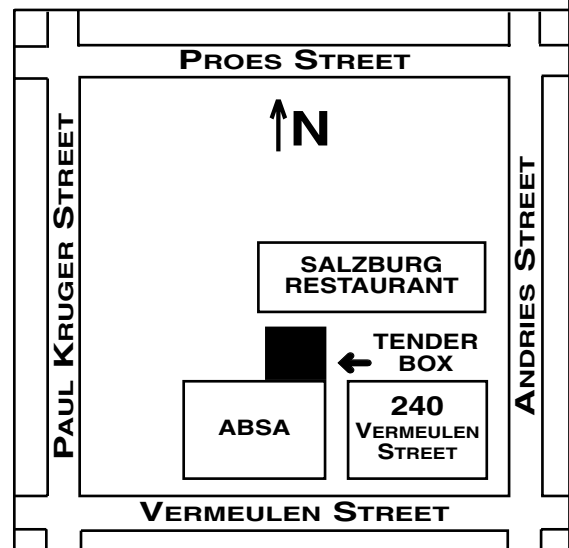 PROES STREET
N
PAUL KRUGER STREET
ANDRIES STREET
SALZBURG
RESTAURANT
TENDER
BOX
ABSA
240
VERMEULEN
STREET
VERMEULEN STREET